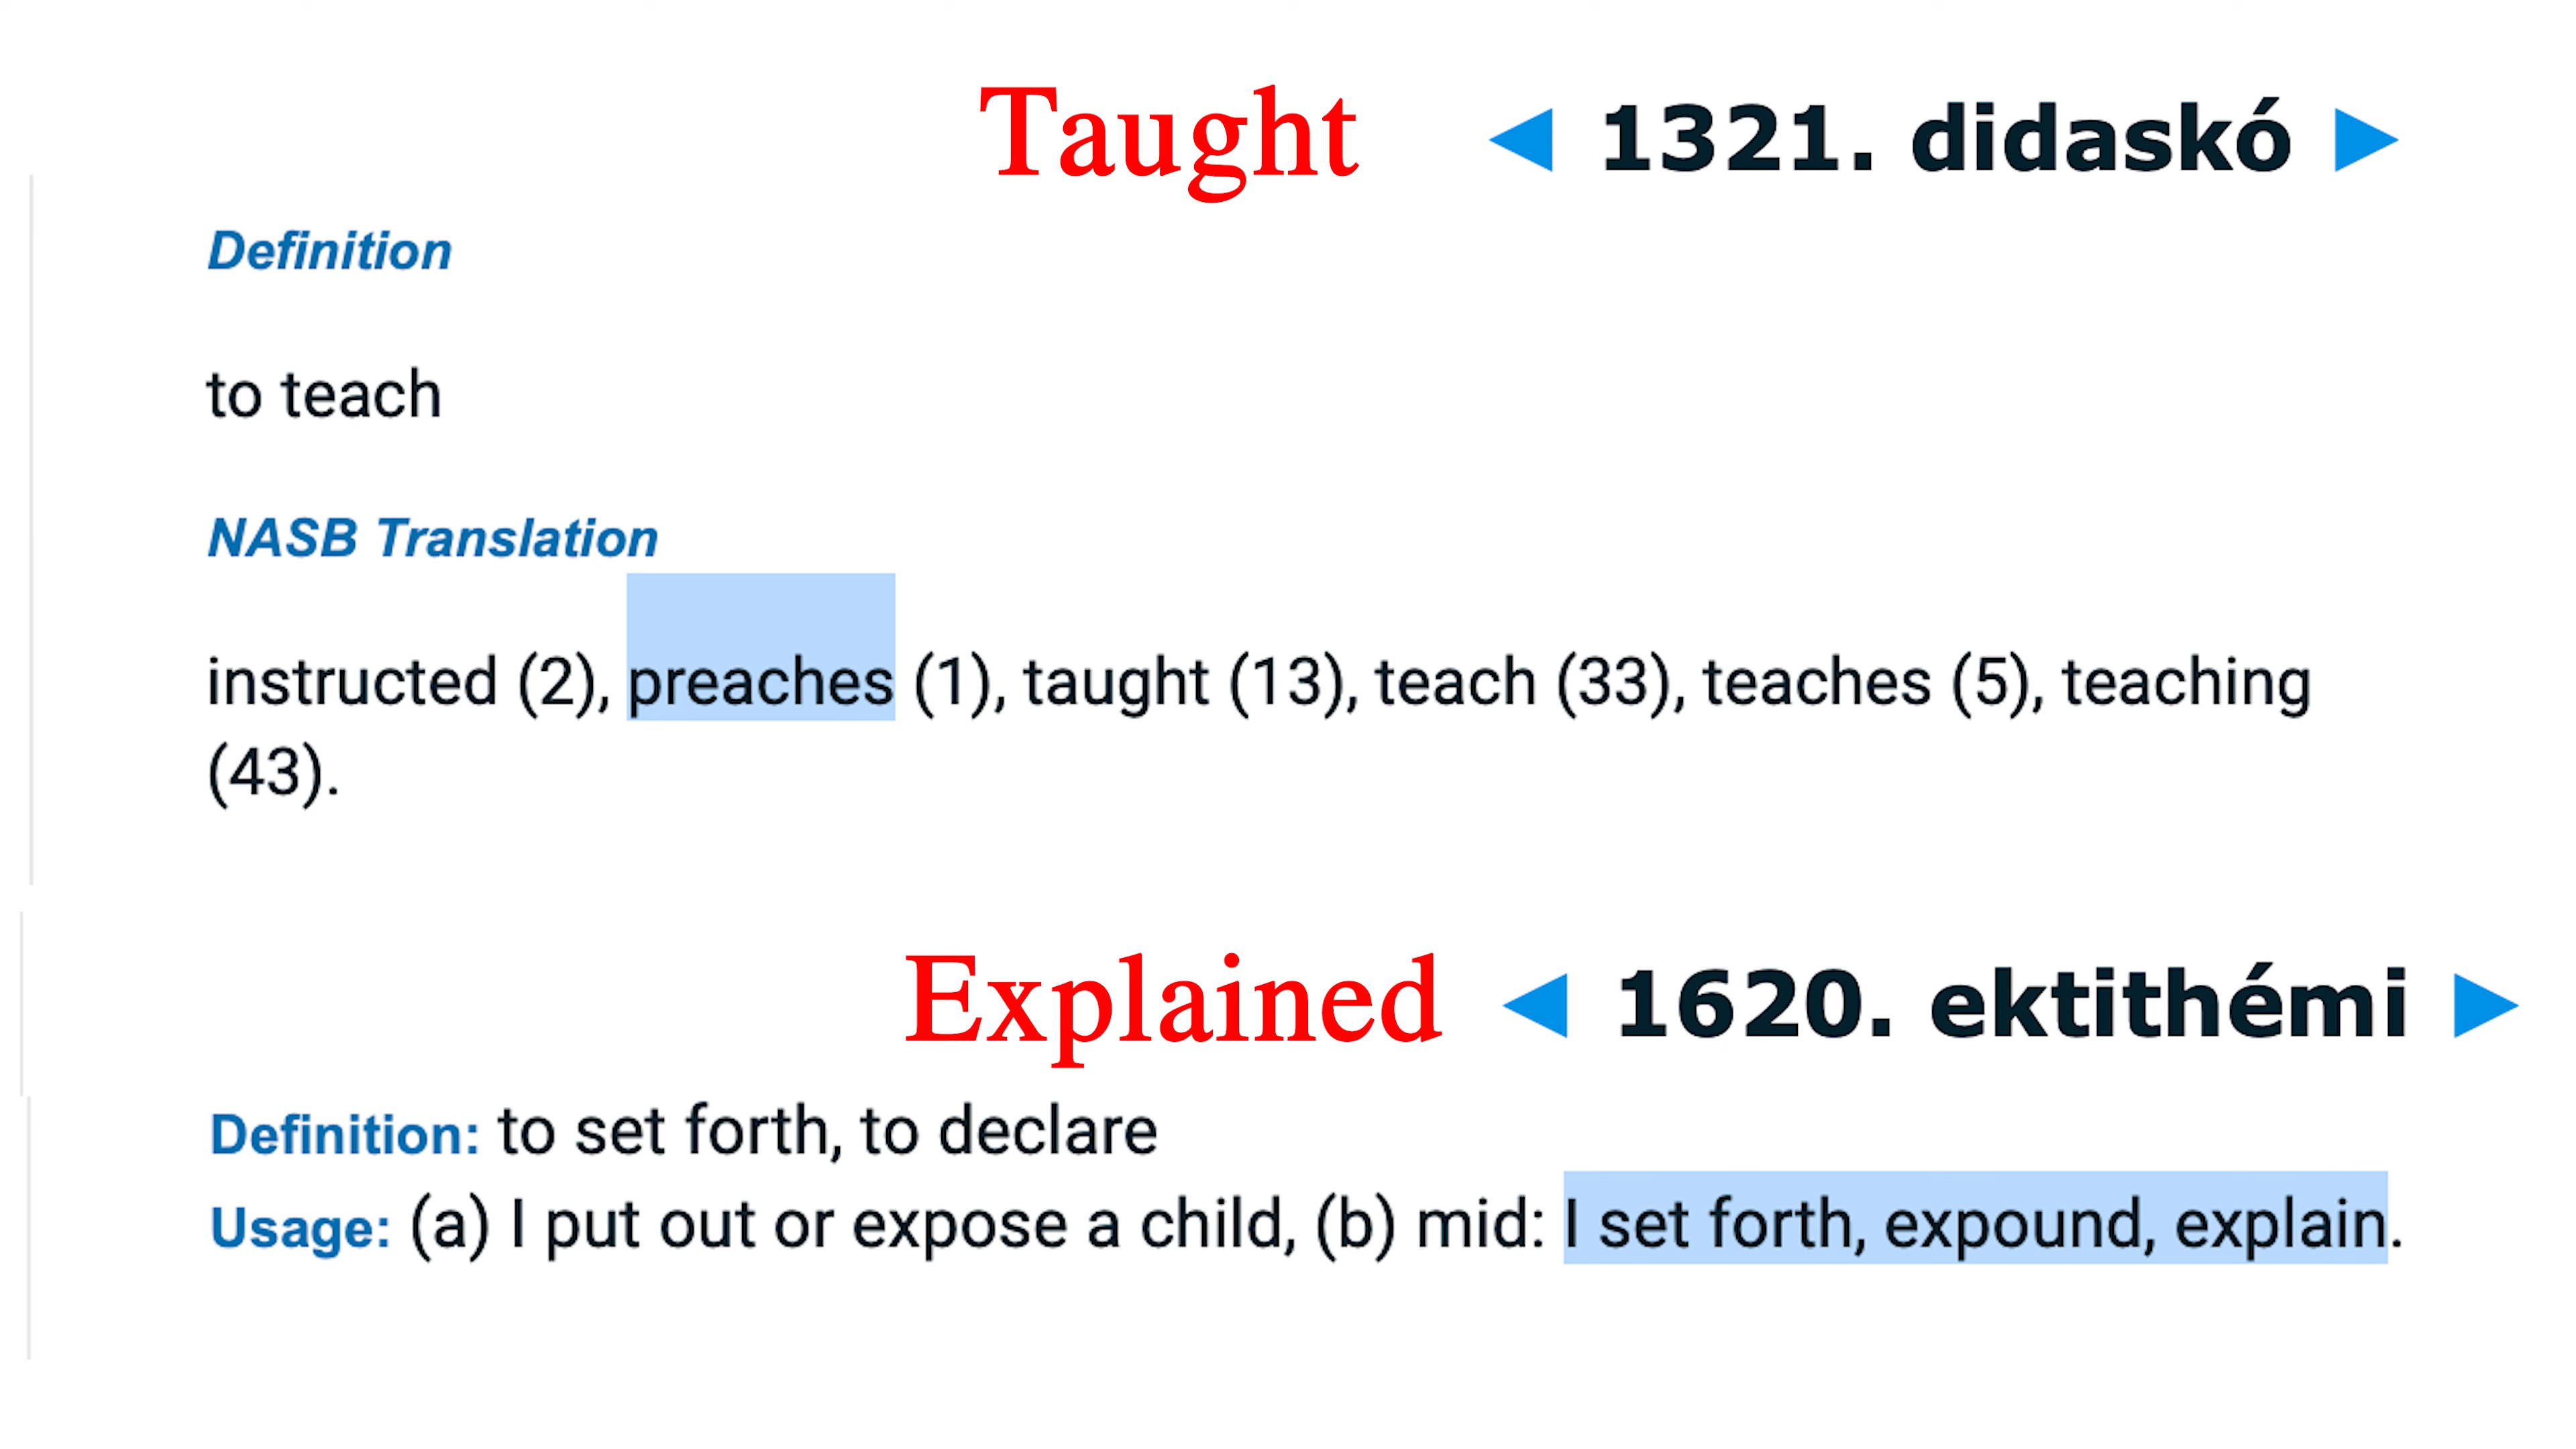 Taught ◀ 1321. didaskó ▶
Definition
to teach
NASB Translation
instructed (2), preaches (1), taught (13), teach (33), teaches (5), teaching
(43).
Explained ◀ 1620. ektithémi ▶
Definition: to set forth, to declare
Usage: (a) I put out or expose a child, (b) mid: I set forth, expound, explain.